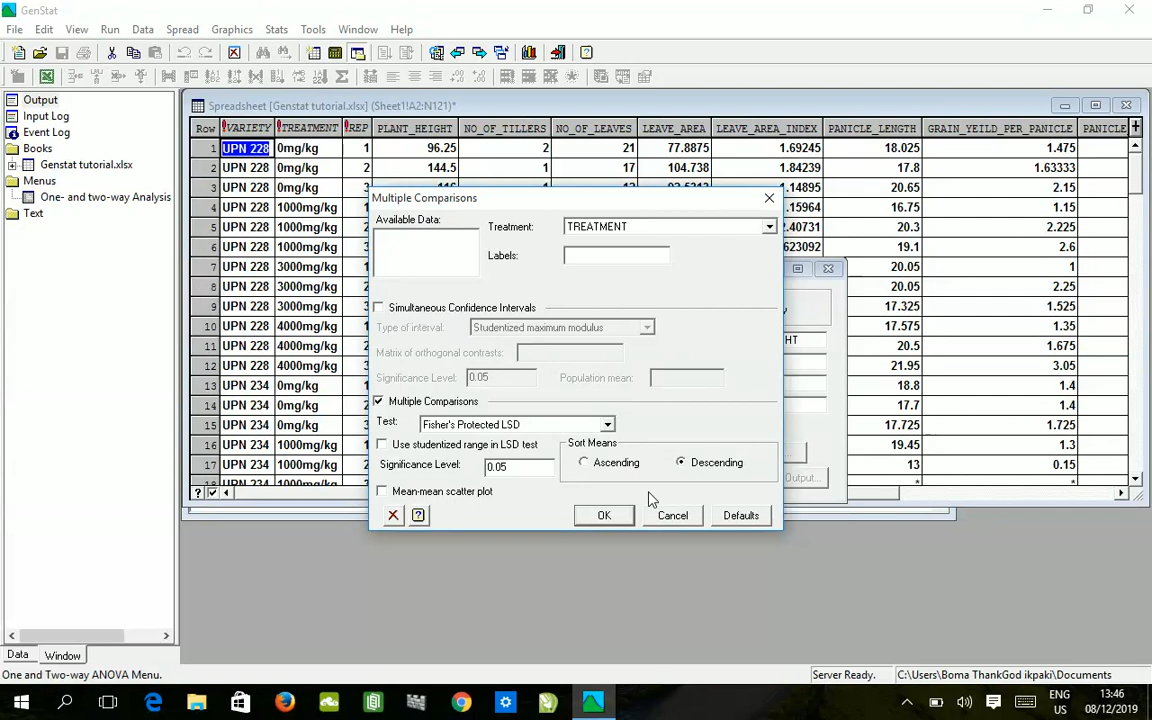 GenStat
File Edit View Run Data Spread Graphics Stats Tools Window Help
Output
Input Log
Event Log
Books
Genstat tutorial.xlsx
Menus
One- and two-way Analysis
Text
Spreadsheet [Genstat tutorial.xlsx] (Sheet1!A2:N121)*
Row VARIETY TREATMENT REP PLANT_HEIGHT NO_OF_TILLERS NO_OF_LEAVES LEAVE_AREA LEAVE_AREA_INDEX PANICLE_LENGTH GRAIN_YEILD_PER_PANICLE PANICLE
1 UPN 228 0mg/kg 1 96.25 2 21 77.8875 1.69245 18.025 1.475
2 UPN 228 0mg/kg 2 144.5 1 17 104.738 1.84239 17.8 1.63333
3 UPN 228 0mg/kg .14895 20.65 2.15
4 UPN 228 1000mg/kg .15964 16.75 1.15
5 UPN 228 1000mg/kg .40731 20.3 2.225
6 UPN 228 1000mg/kg 623092 19.1 2.6
7 UPN 228 3000mg/kg 20.05 1
8 UPN 228 3000mg/kg 20.05 2.25
9 UPN 228 3000mg/kg 17.325 1.525
10 UPN 228 4000mg/kg 17.575 1.35
11 UPN 228 4000mg/kg HT 20.5 1.675
12 UPN 228 4000mg/kg 21.95 3.05
13 UPN 234 0mg/kg 18.8 1.4
14 UPN 234 0mg/kg 17.7 1.4
15 UPN 234 0mg/kg 17.725 1.725
16 UPN 234 1000mg/kg 19.45 1.3
17 UPN 234 1000mg/kg 13 0.15
18 UPN 234 1000mg/kg * *
Output...
Multiple Comparisons
Available Data:
Treatment: TREATMENT
Labels:
Simultaneous Confidence Intervals
Type of interval: Studentized maximum modulus
Matrix of orthogonal contrasts:
Significance Level: 0.05 Population mean:
Multiple Comparisons
Test: Fisher's Protected LSD
Use studentized range in LSD test
Sort Means
Significance Level: 0.05
Ascending Descending
Mean-mean scatter plot
OK Cancel Defaults
Data Window
One and Two-way ANOVA Menu.
Server Ready. C:\Users\Boma ThankGod ikpaki\Documents
ENG
US
13:46
08/12/2019